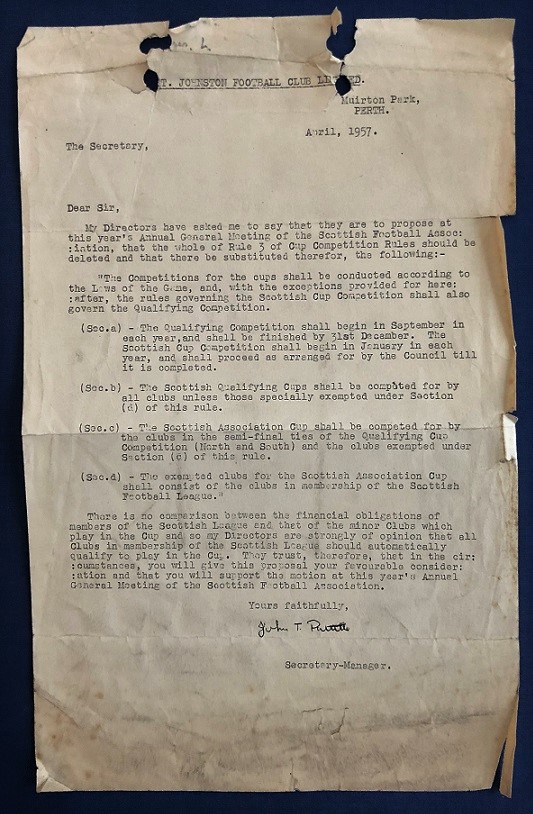 T. JOHNSTON FOOTBALL CLUB LIMITED.
Muirton Park,
PERTH.
April, 1957.
The Secretary,
Dear Sir,
My Directors have asked me to say that they are to propose at
this year's Annual General Meeting of the Scottish Football Assoc:
:iation, that the whole of Rule 3 of Cup Competition Rules should be
deleted and that there be substituted therefor, the following:-
"The Competitions for the cups shall be conducted according to
the Laws of the Game, and, with the exceptions provided for here:
:after, the rules governing the Scottish Cup Competition shall also
govern the Qualifying Competition.
(Sec.a) - The Qualifying Competition shall begin in September in
each year, and shall be finished by 31st December. The
Scottish Cup Competition shall begin in January in each
year, and shall proceed as arranged for by the Council till
it is completed.
(Sec.b) - The Scottish Qualifying Cups shall be competed for by
all clubs unless those specially exempted under Section
(d) of this rule.
(Sec.c) - The Scottish Association Cup shall be competed for by
the clubs in the semi-final ties of the Qualifying Cup
Competition (North and South) and the clubs exempted under
Section (d) of this rule.
(Sec.d) - The exempted clubs for the Scottish Association Cup
shall consist of the clubs in membership of the Scottish
Football League."
There is no comparison between the financial obligations of
members of the Scottish League and that of the minor Clubs which
play in the Cup and so my Directors are strongly of opinion that all
Clubs in membership of the Scottish League should automatically
qualify to play in the Cup. They trust, therefore, that in the cir:
:cumstances, you will give this proposal your favourable consider:
:ation and that you will support the motion at this year's Annual
General Meeting of the Scottish Football Association.
Yours faithfully,
John T.
Secretary-Manager.